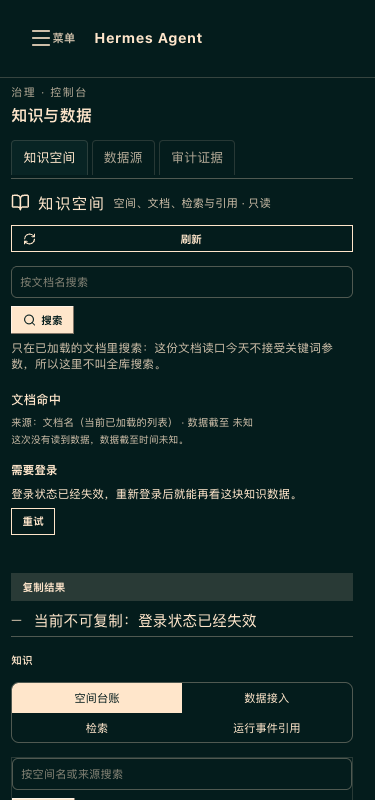 菜单 Hermes Agent
治理 · 控制台
知识与数据
知识空间 数据源 审计证据
知识空间 空间、文档、检索与引用 · 只读
刷新
按文档名搜索
搜索
只在已加载的文档里搜索：这份文档读口今天不接受关键词参
数，所以这里不叫全库搜索。
文档命中
来源：文档名（当前已加载的列表） · 数据截至 未知
这次没有读到数据，数据截至时间未知。
需要登录
登录状态已经失效，重新登录后就能再看这块知识数据。
重试
复制结果
— 当前不可复制：登录状态已经失效
知识
空间台账 数据接入
检索 运行事件引用
按空间名或来源搜索